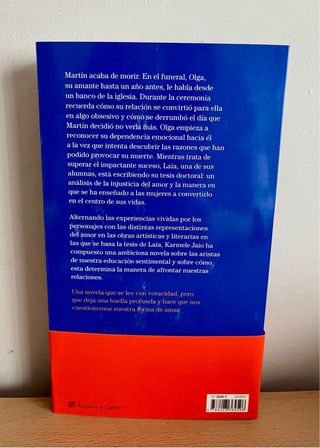 Martín acaba de morir. En el funeral, Olga,
su amante hasta un año antes, le habla desde
un banco de la iglesia. Durante la ceremonia
recuerda cómo su relación se convirtió para ella
en algo obsesivo y cómo se derrumbó el día que
Martín decidió no verla más. Olga empieza a
reconocer su dependencia emocional hacia él
a la vez que intenta descubrir las razones que han
podido provocar su muerte. Mientras trata de
superar el impactante suceso, Laia, una de sus
alumnas, está escribiendo su tesis doctoral: un
análisis de la injusticia del amor y la manera en
que se ha enseñado a las mujeres a convertirlo
en el centro de sus vidas.
Alternando las experiencias vividas por los
personajes con las distintas representaciones
del amor en las obras artísticas y literarias en
las que se basa la tesis de Laia, Karmele Jaio ha
compuesto una ambiciosa novela sobre las aristas
de nuestra educación sentimental y sobre cómo
esta determina la manera de afrontar nuestras
relaciones.
Una novela que se lee con voracidad, pero
que deja una huella profunda y hace que nos
cuestionemos nuestra forma de amar.
Áncora y Delfín